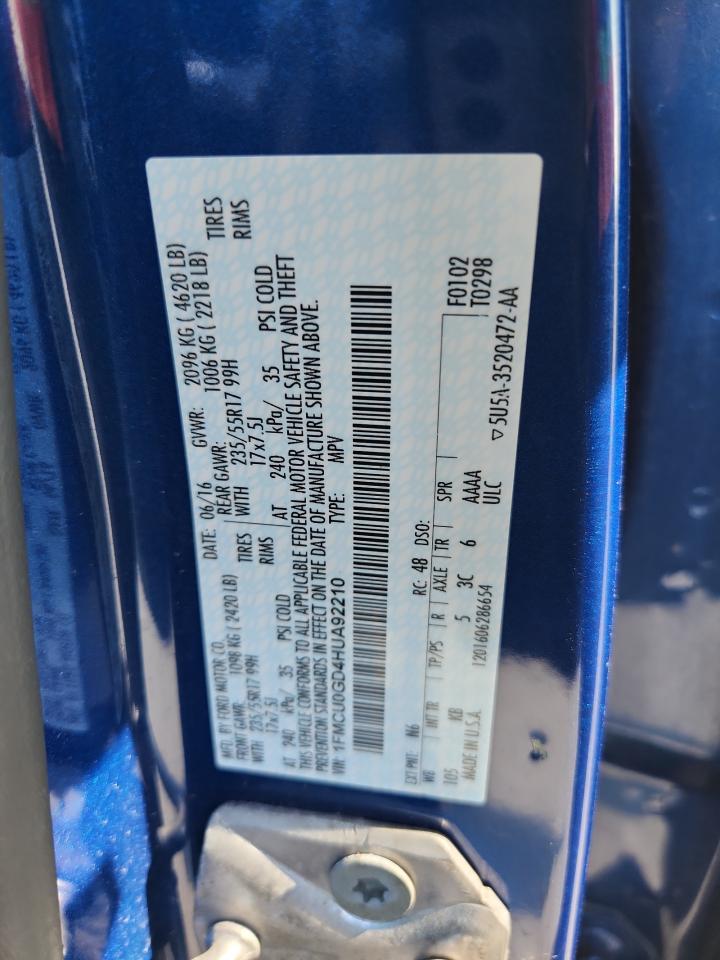 MFD. BY FORD MOTOR CO. DATE: 06/16 GVWR: 2096 KG ( 4620 LB)
FRONT GAWR: 1098 KG ( 2420 LB) REAR GAWR: 1006 KG ( 2218 LB)
WITH 235/55R17 99H TIRES WITH 235/55R17 99H TIRES
17x7.5J RIMS 17x7.5J RIMS
AT 240 kPa/ 35 PSI COLD AT 240 kPa/ 35 PSI COLD
THIS VEHICLE CONFORMS TO ALL APPLICABLE FEDERAL MOTOR VEHICLE SAFETY AND THEFT
PREVENTION STANDARDS IN EFFECT ON THE DATE OF MANUFACTURE SHOWN ABOVE.
VIN: 1FMCU0GD4HUA92210 TYPE: MPV
EXT PNT: N6 RC: 48 DSO: F0102
WB INT TR TP/PS R AXLE TR SPR T0298
105 KB 5 3C 6 AAAA
MADE IN U.S.A. 1201606286654 ULC ▽5U5A-3520472-AA